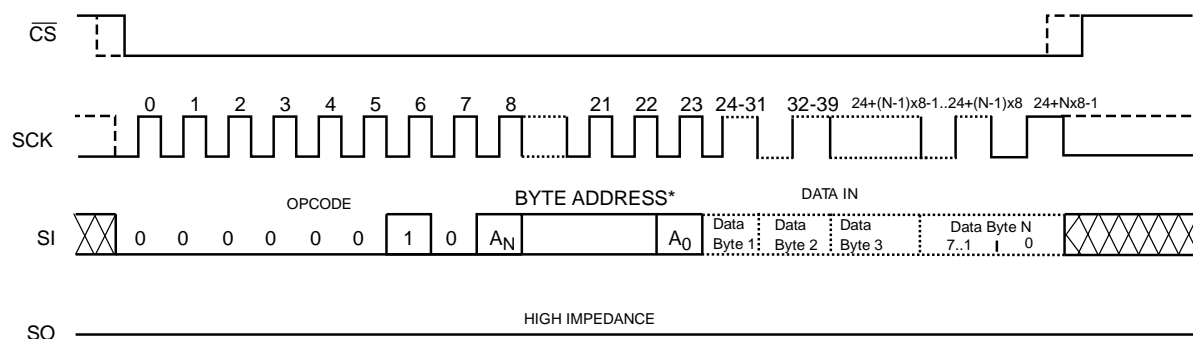 CS
0 1 2 3 4 5 6 7 8 21 22 23 24-31 32-39 24+(N-1)x8-1..24+(N-1)x8 24+Nx8-1
SCK
OPCODE BYTE ADDRESS* DATA IN
SI 0 0 0 0 0 0 1 0 AN A0 Data Byte 1 Data Byte 2 Data Byte 3 Data Byte N 7..1 0
HIGH IMPEDANCE
SO